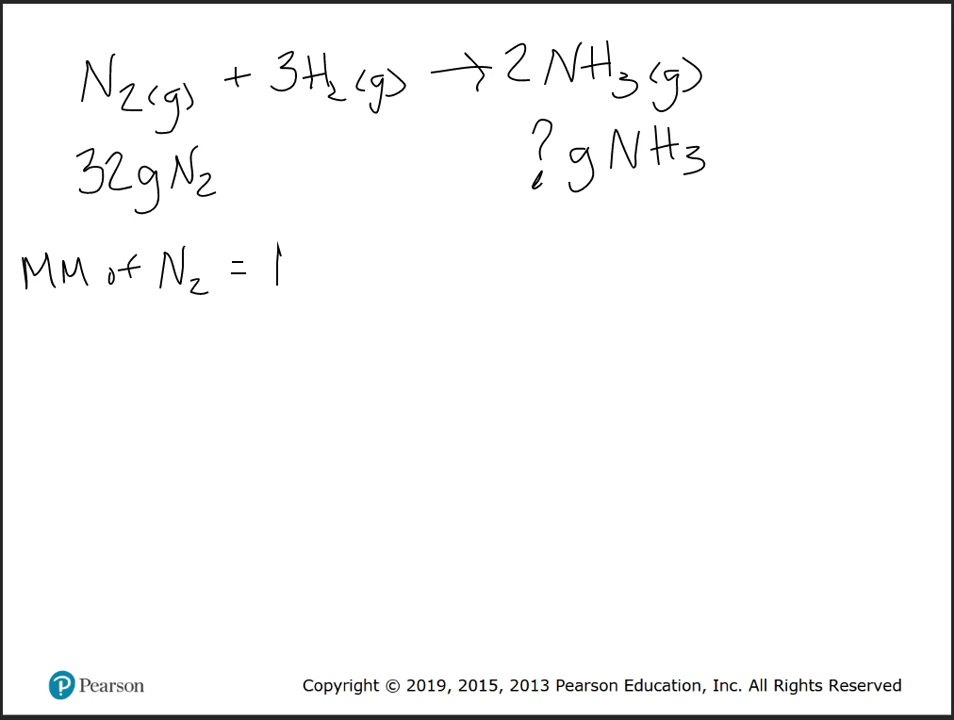 N₂(g) + 3H₂(g) → 2NH₃(g)
32g N₂ ? g NH₃
MM of N₂ = 1
Pearson
Copyright © 2019, 2015, 2013 Pearson Education, Inc. All Rights Reserved